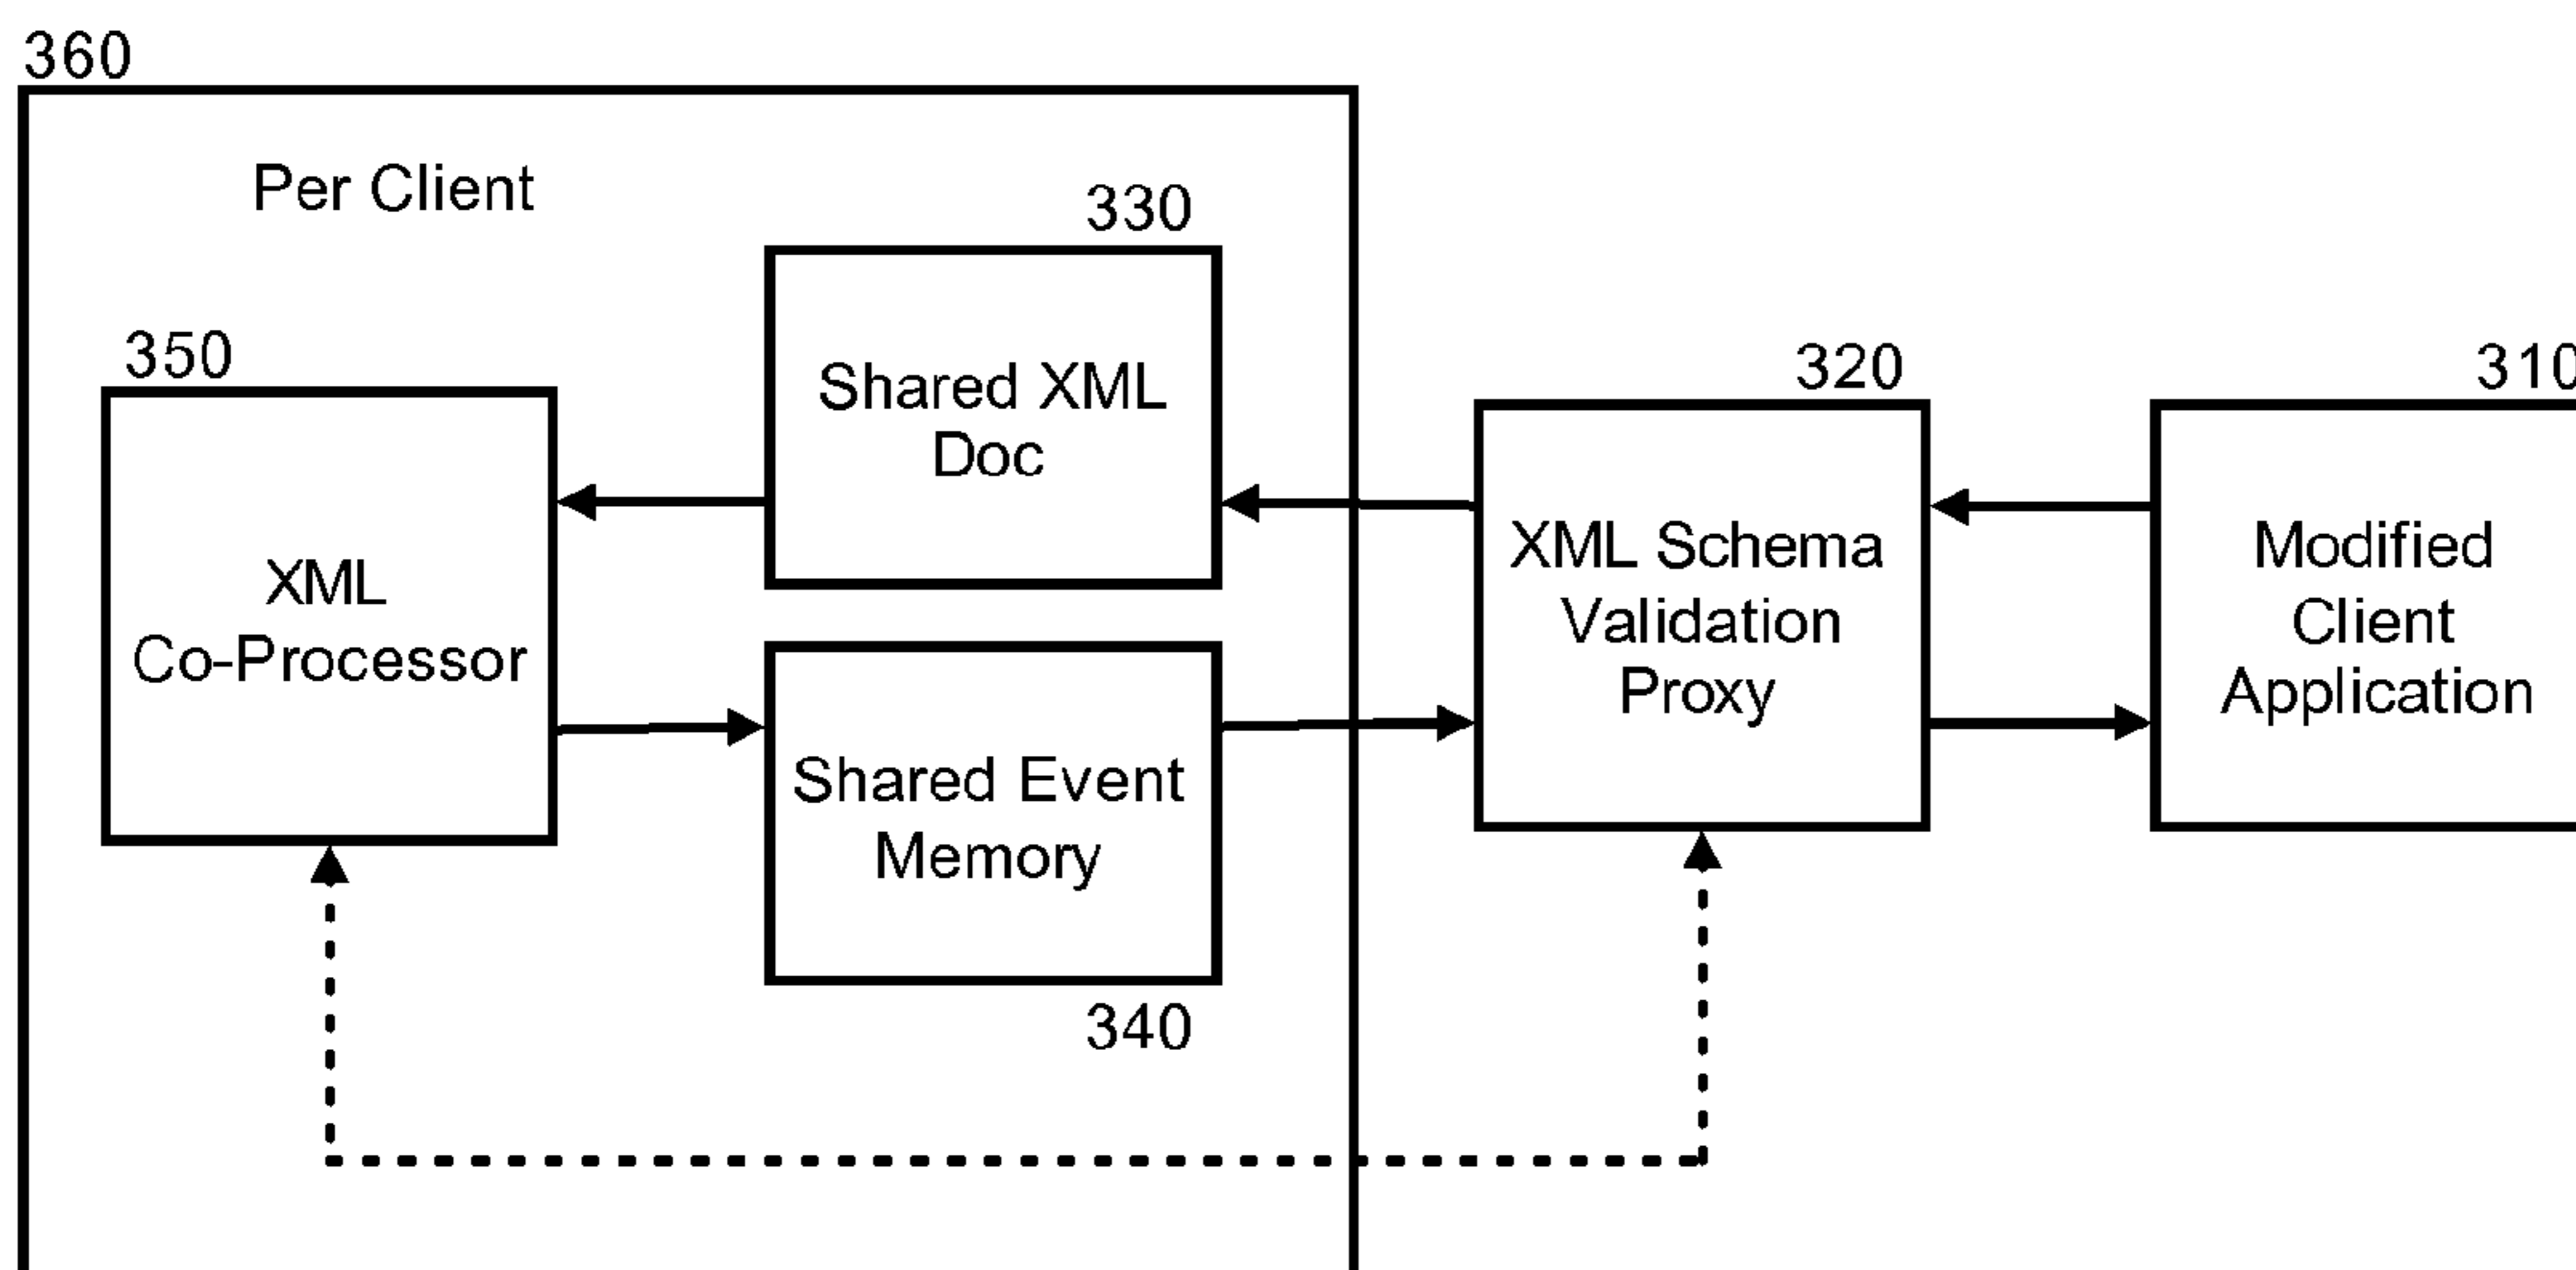 360
Per Client
330
Shared XML
Doc
350
XML
Co-Processor
Shared Event
Memory
340
320
XML Schema
Validation
Proxy
310
Modified
Client
Application